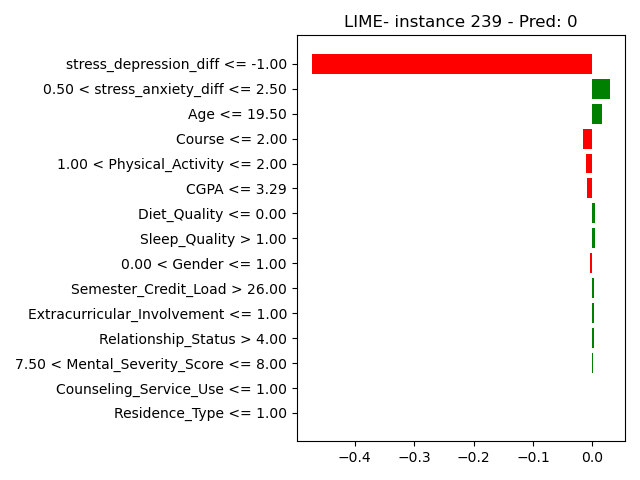 LIME- instance 239 - Pred: 0
stress_depression_diff <= -1.00
0.50 < stress_anxiety_diff <= 2.50
Age <= 19.50
Course <= 2.00
1.00 < Physical_Activity <= 2.00
CGPA <= 3.29
Diet_Quality <= 0.00
Sleep_Quality > 1.00
0.00 < Gender <= 1.00
Semester_Credit_Load > 26.00
Extracurricular_Involvement <= 1.00
Relationship_Status > 4.00
7.50 < Mental_Severity_Score <= 8.00
Counseling_Service_Use <= 1.00
Residence_Type <= 1.00
−0.4 −0.3 −0.2 −0.1 0.0